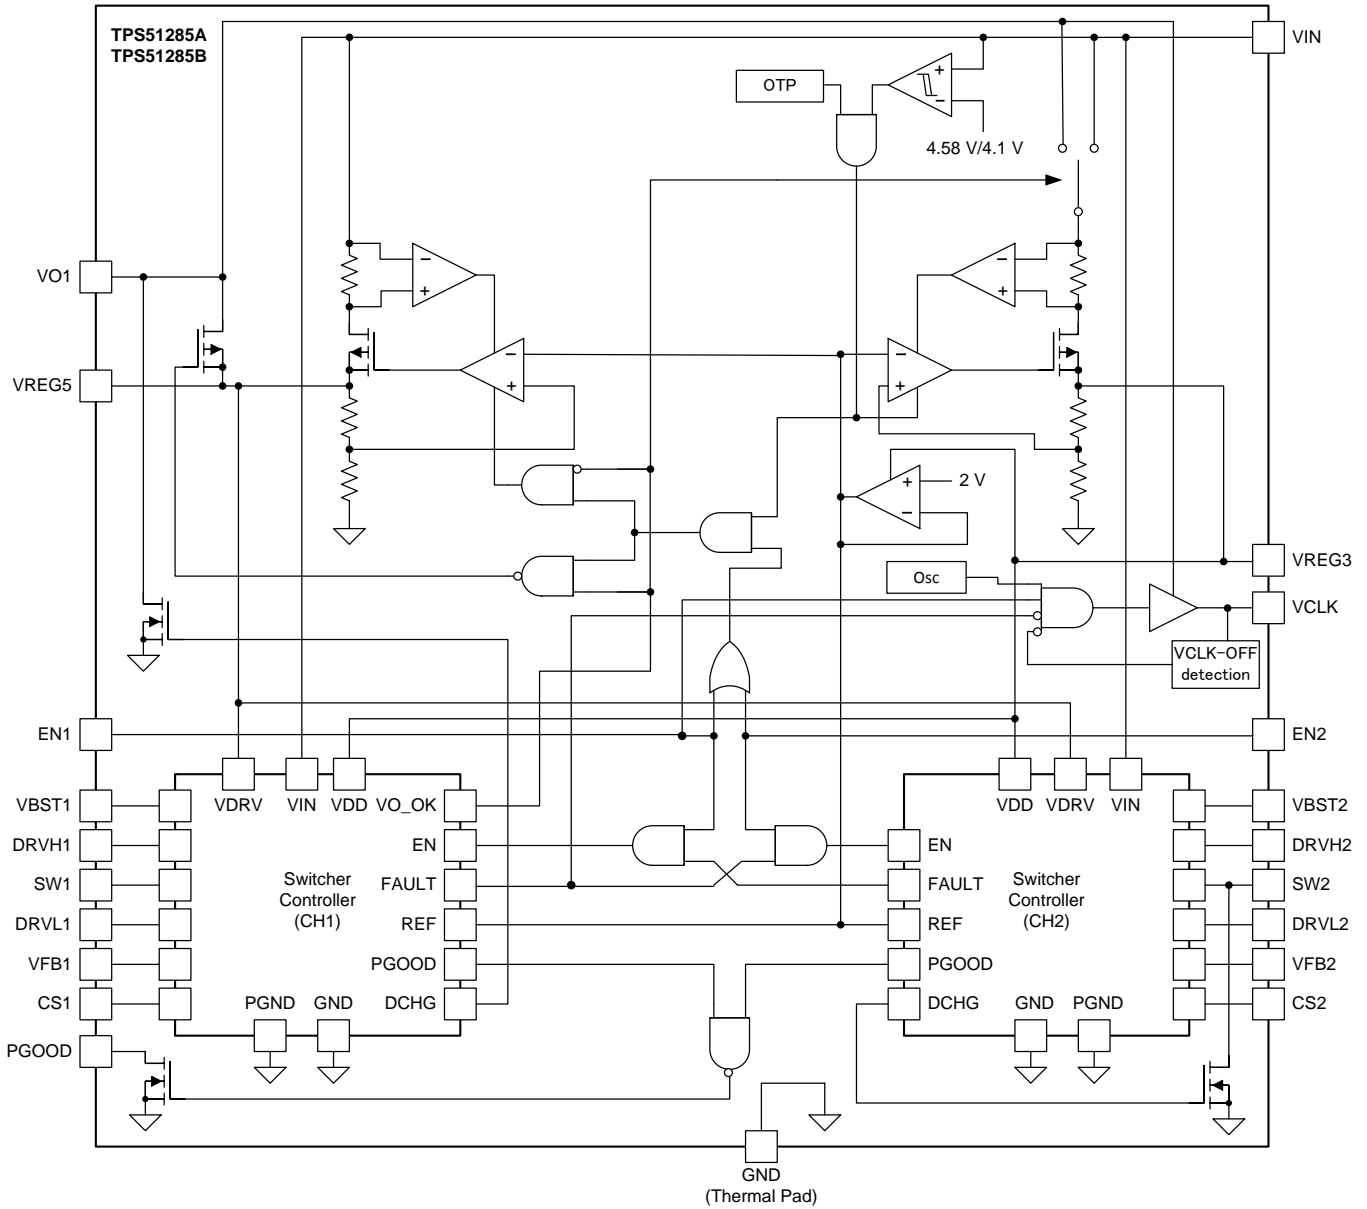 TPS51285A
TPS51285B
VIN
OTP
+
−
4.58 V/4.1 V
VO1
−
+
−
+
VREG5
−
+
−
+
+
−
2 V
VREG3
Osc
VCLK
VCLK-OFF
detection
EN1
EN2
VDRV
VIN
VDD
VO_OK
VDD
VDRV
VIN
VBST1
DRVH1
SW1
DRVL1
VFB1
CS1
PGOOD
EN
FAULT
REF
PGOOD
DCHG
Switcher
Controller
(CH1)
PGND
GND
EN
FAULT
REF
PGOOD
DCHG
Switcher
Controller
(CH2)
GND
PGND
VBST2
DRVH2
SW2
DRVL2
VFB2
CS2
GND
(Thermal Pad)